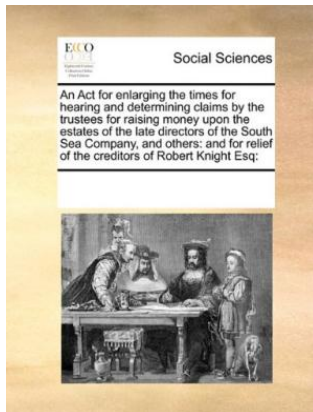 ECCO
Social Sciences
An Act for enlarging the times for
hearing and determining claims by the
trustees for raising money upon the
estates of the late directors of the South
Sea Company, and others: and for relief
of the creditors of Robert Knight Esq: